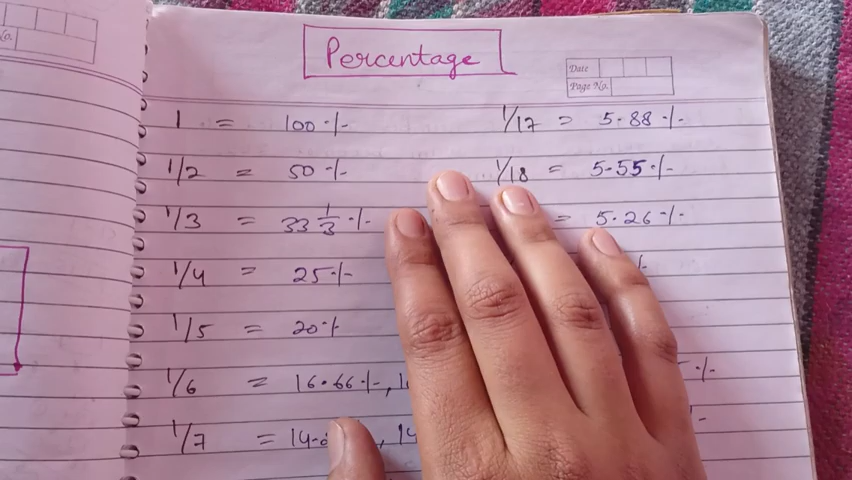 No.
Percentage
Date
Page No.
1 = 100 %
1/2 = 50 %
1/3 = 33 1/3 %
1/4 = 25 %
1/5 = 20 %
1/6 = 16.66 %,
1/7 =
1/17 = 5.88 %
1/18 = 5.55 %
= 5.26 %